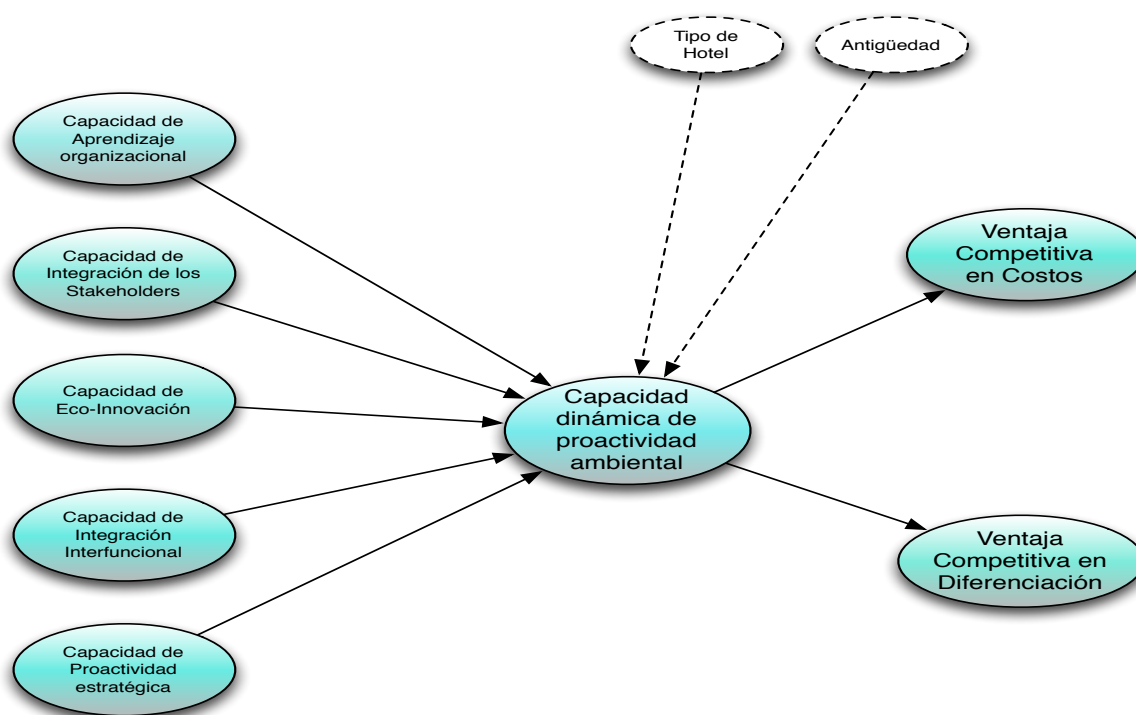 Tipo de
Hotel
Antigüedad
Capacidad de
Aprendizaje
organizacional
Capacidad de
Integración de los
Stakeholders
Capacidad de
Eco-Innovación
Capacidad de
Integración
Interfuncional
Capacidad de
Proactividad
estratégica
Capacidad
dinámica de
proactividad
ambiental
Ventaja
Competitiva
en Costos
Ventaja
Competitiva en
Diferenciación